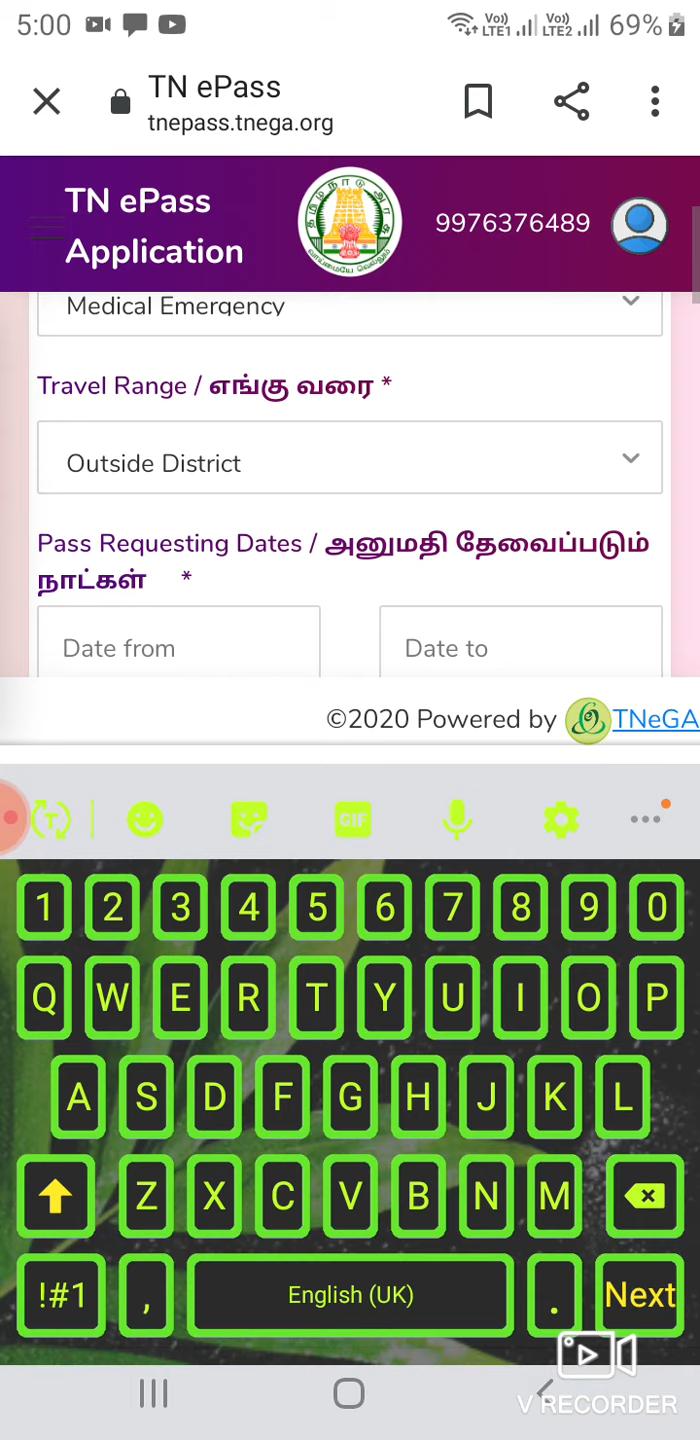 5:00 Vo) LTE1 Vo) LTE2 69%
TN ePass
tnepass.tnega.org
TN ePass
Application
9976376489
Medical Emergency
Travel Range / எங்கு வரை *
Outside District
Pass Requesting Dates / அனுமதி தேவைப்படும்
நாட்கள் *
Date from Date to
©2020 Powered by TNeGA
T GIF
1 2 3 4 5 6 7 8 9 0
Q W E R T Y U I O P
A S D F G H J K L
Z X C V B N M
!#1 , English (UK) . Next
V RECORDER